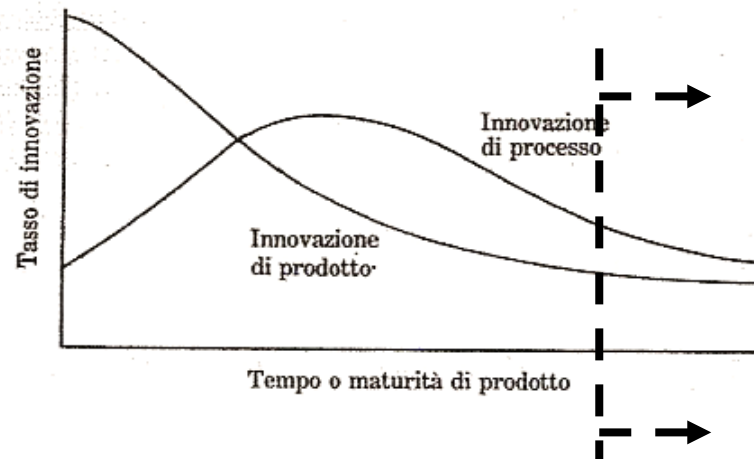 Tasso di innovazione
Innovazione
di processo
Innovazione
di prodotto
Tempo o maturità di prodotto